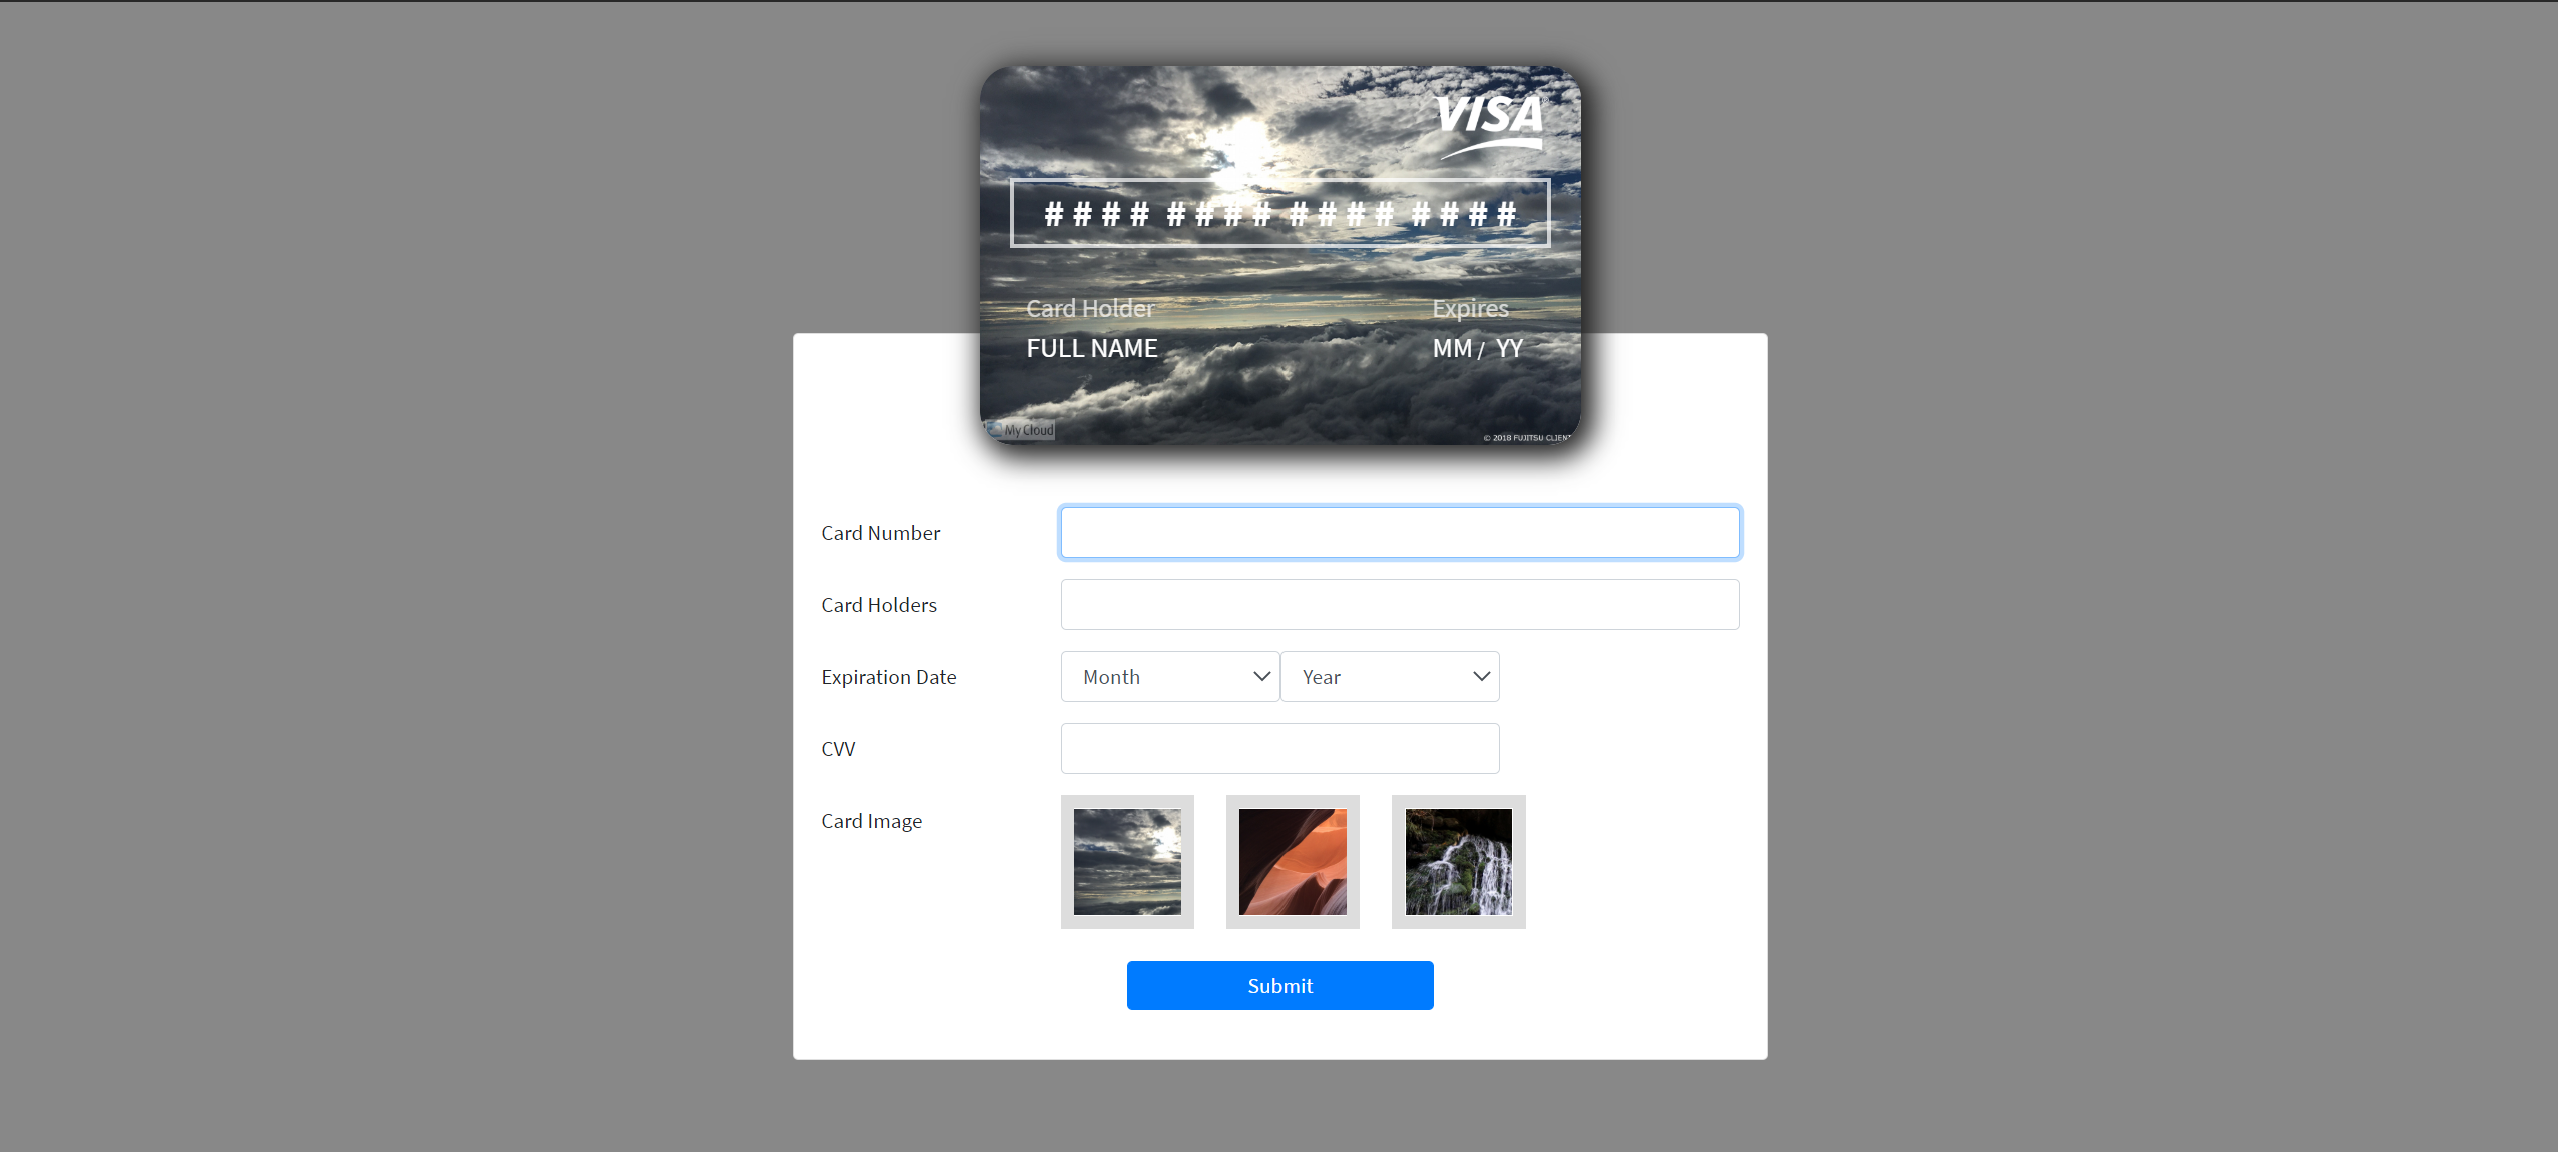 VISA
#### #### #### ####
Card Holder
Expires
FULL NAME
MM / YY
My Cloud
© 2018 FUJITSU CLIENT
Card Number
Card Holders
Expiration Date
Month
Year
CVV
Card Image
Submit